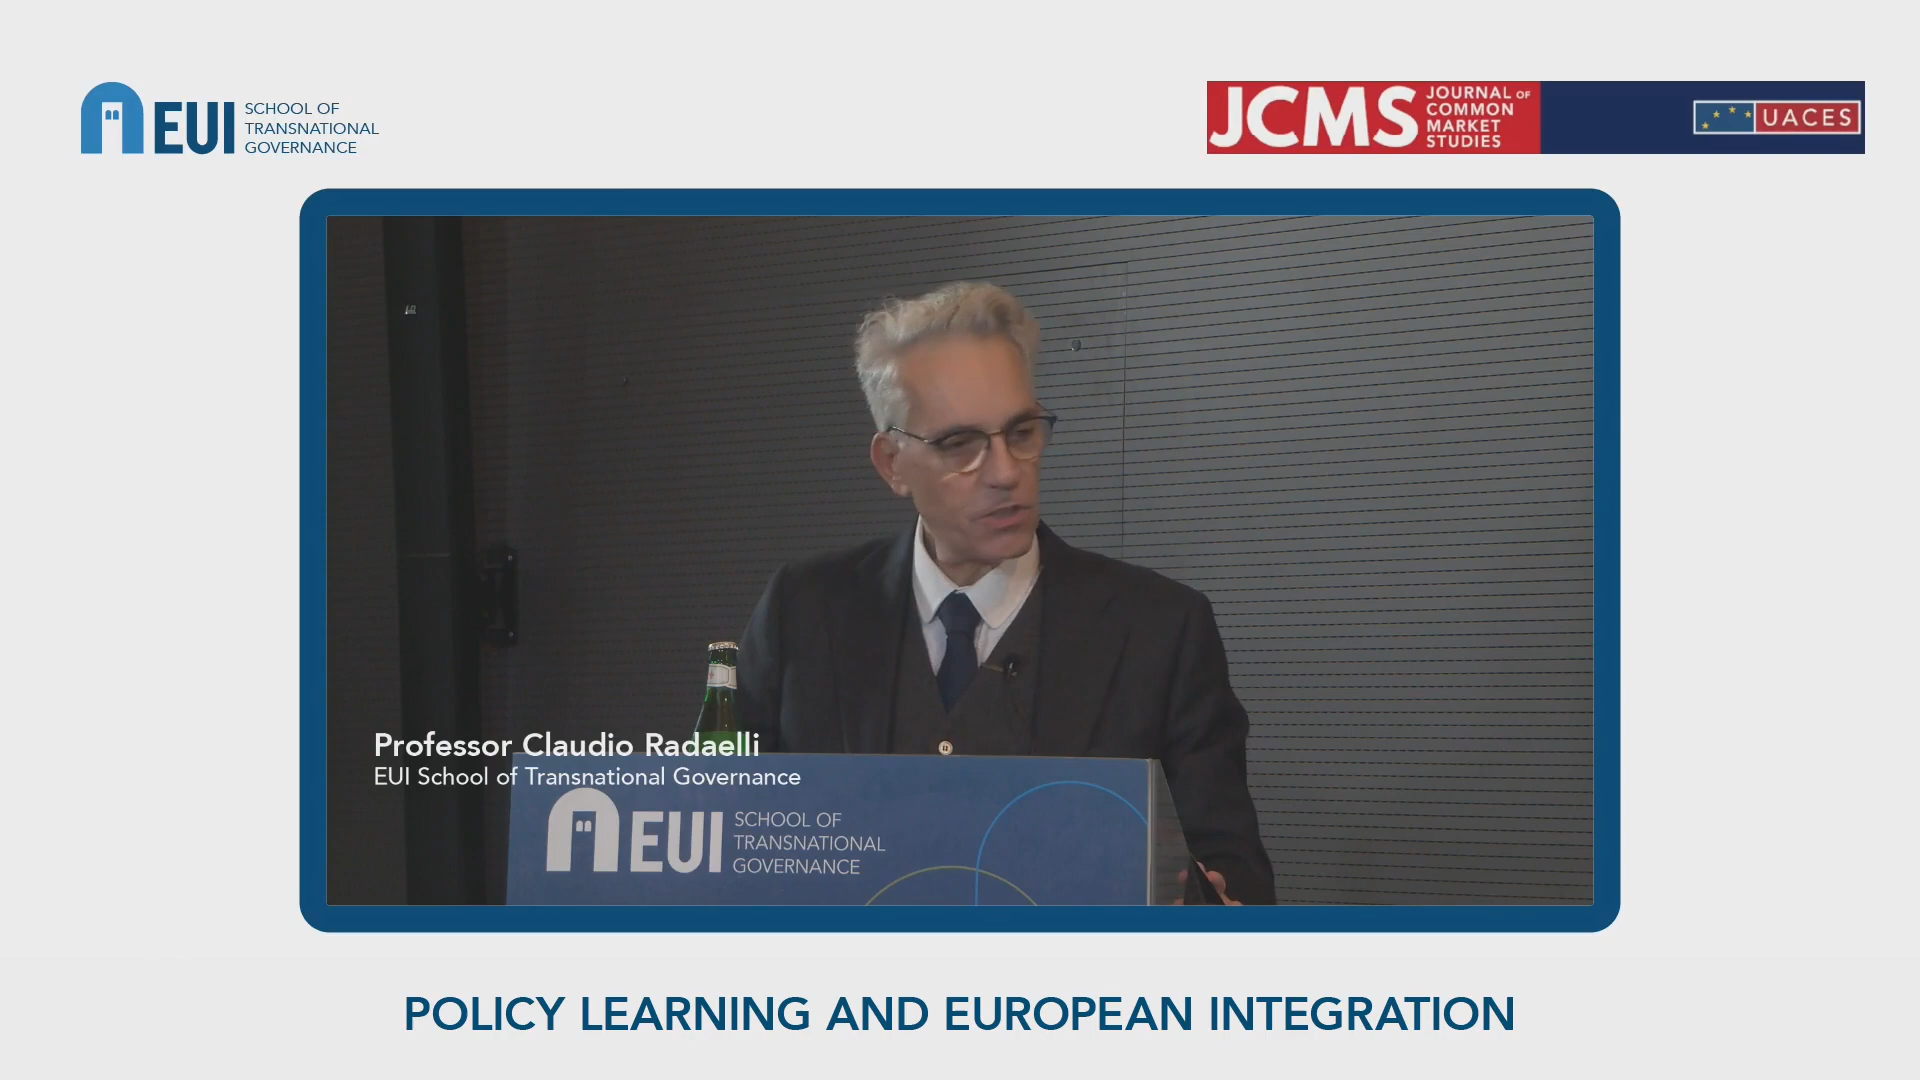 EUI
SCHOOL OF
TRANSNATIONAL
GOVERNANCE
JCMS
JOURNAL OF
COMMON
MARKET
STUDIES
UACES
Professor Claudio Radaelli
EUI School of Transnational Governance
EUI
SCHOOL OF
TRANSNATIONAL
GOVERNANCE
POLICY LEARNING AND EUROPEAN INTEGRATION